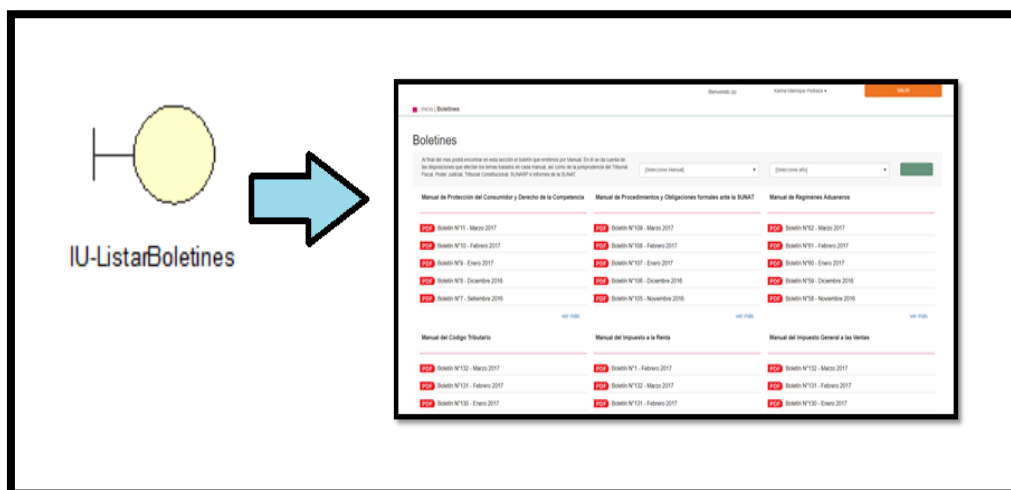 IU-ListarBoletines
Bienvenido (a)
Karina Manrique Pedraza
SALIR
Inicio | Boletines
Boletines
Al final del mes podrá encontrar en esta sección el boletín que emitimos por Manual. En él se da cuenta de
las disposiciones que afectan los temas tratados en cada manual, así como de la jurisprudencia del Tribunal
Fiscal, Poder Judicial, Tribunal Constitucional, SUNARP e informes de la SUNAT.
[Seleccione Manual]
[Seleccione año]
Manual de Protección del Consumidor y Derecho de la Competencia
PDF Boletín N°11 - Marzo 2017
PDF Boletín N°10 - Febrero 2017
PDF Boletín N°9 - Enero 2017
PDF Boletín N°8 - Diciembre 2016
PDF Boletín N°7 - Setiembre 2016
ver más
Manual de Procedimientos y Obligaciones formales ante la SUNAT
PDF Boletín N°109 - Marzo 2017
PDF Boletín N°108 - Febrero 2017
PDF Boletín N°107 - Enero 2017
PDF Boletín N°106 - Diciembre 2016
PDF Boletín N°105 - Noviembre 2016
ver más
Manual de Regimenes Aduaneros
PDF Boletín N°62 - Marzo 2017
PDF Boletín N°61 - Febrero 2017
PDF Boletín N°60 - Enero 2017
PDF Boletín N°59 - Diciembre 2016
PDF Boletín N°58 - Noviembre 2016
ver más
Manual del Código Tributario
PDF Boletín N°132 - Marzo 2017
PDF Boletín N°131 - Febrero 2017
PDF Boletín N°130 - Enero 2017
Manual del Impuesto a la Renta
PDF Boletín N°1 - Febrero 2017
PDF Boletín N°132 - Marzo 2017
PDF Boletín N°131 - Febrero 2017
Manual del Impuesto General a las Ventas
PDF Boletín N°132 - Marzo 2017
PDF Boletín N°131 - Febrero 2017
PDF Boletín N°130 - Enero 2017